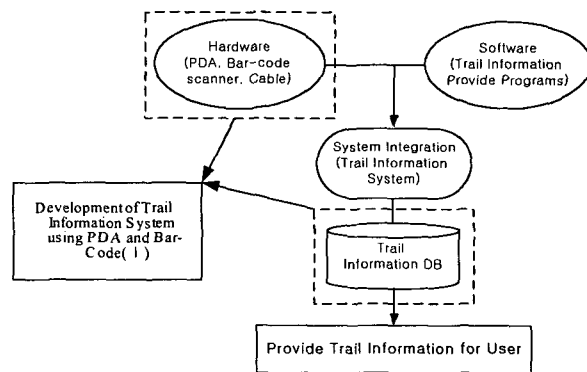 Hardware
(PDA, Bar-code
scanner, Cable)
Software
(Trail Information
Provide Programs)
System Integration
(Trail Information
System)
Development of Trail
Information System
using PDA and Bar-
Code( I )
Trail
Information DB
Provide Trail Information for User